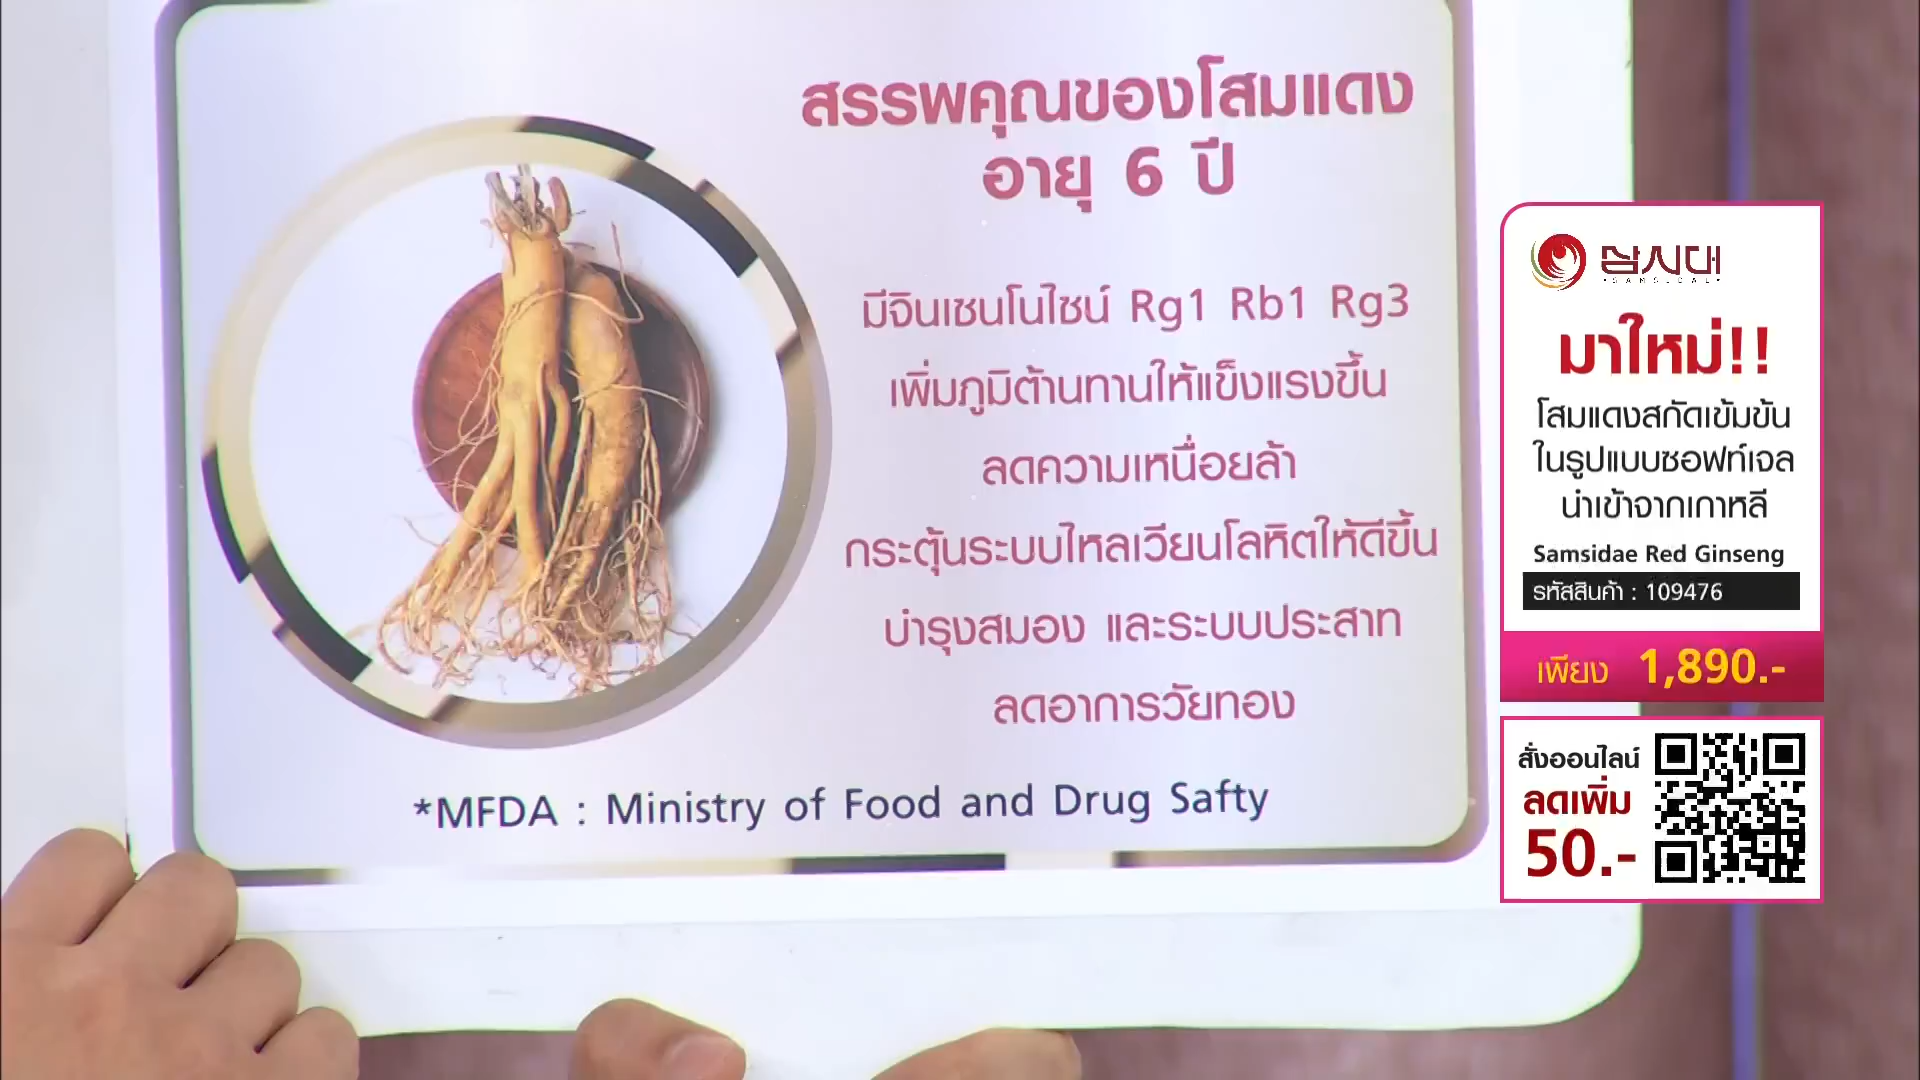 สรรพคุณของโสมแดง
อายุ 6 ปี
มีจินเซนโนไซน์ Rg1 Rb1 Rg3
เพิ่มภูมิต้านทานให้แข็งแรงขึ้น
ลดความเหนื่อยล้า
กระตุ้นระบบไหลเวียนโลหิตให้ดีขึ้น
บำรุงสมอง และระบบประสาท
ลดอาการวัยทอง
*MFDA : Ministry of Food and Drug Safty
삼시대
มาใหม่!!
โสมแดงสกัดเข้มข้น
ในรูปแบบซอฟท์เจล
นำเข้าจากเกาหลี
Samsidae Red Ginseng
รหัสสินค้า : 109476
เพียง 1,890.-
สั่งออนไลน์
ลดเพิ่ม
50.-